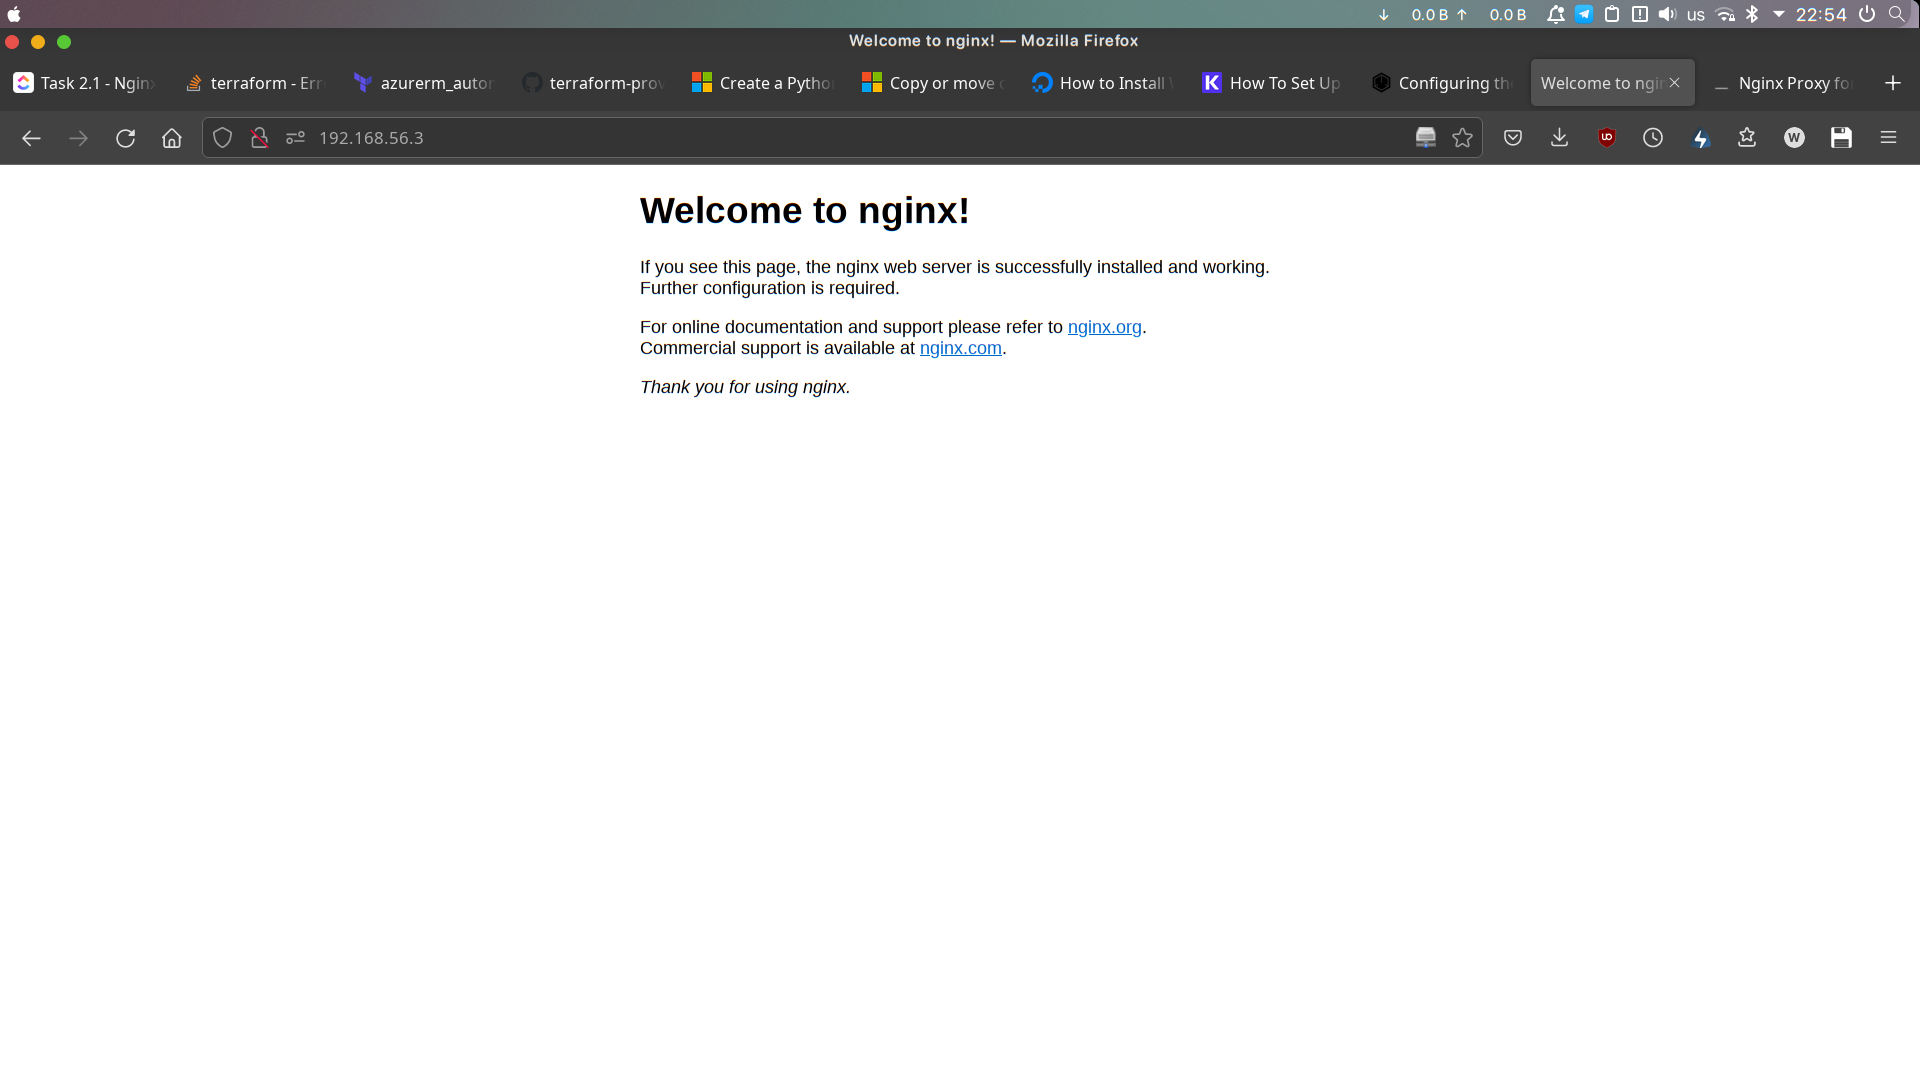 ↓ 0.0 B ↑ 0.0 B us 22:54
Welcome to nginx! — Mozilla Firefox
Task 2.1 - Nginx terraform - Err azurerm_autom terraform-prov Create a Pytho Copy or move How to Install How To Set Up Configuring the Welcome to ngin Nginx Proxy fo
192.168.56.3
Welcome to nginx!
If you see this page, the nginx web server is successfully installed and working.
Further configuration is required.
For online documentation and support please refer to nginx.org.
Commercial support is available at nginx.com.
Thank you for using nginx.